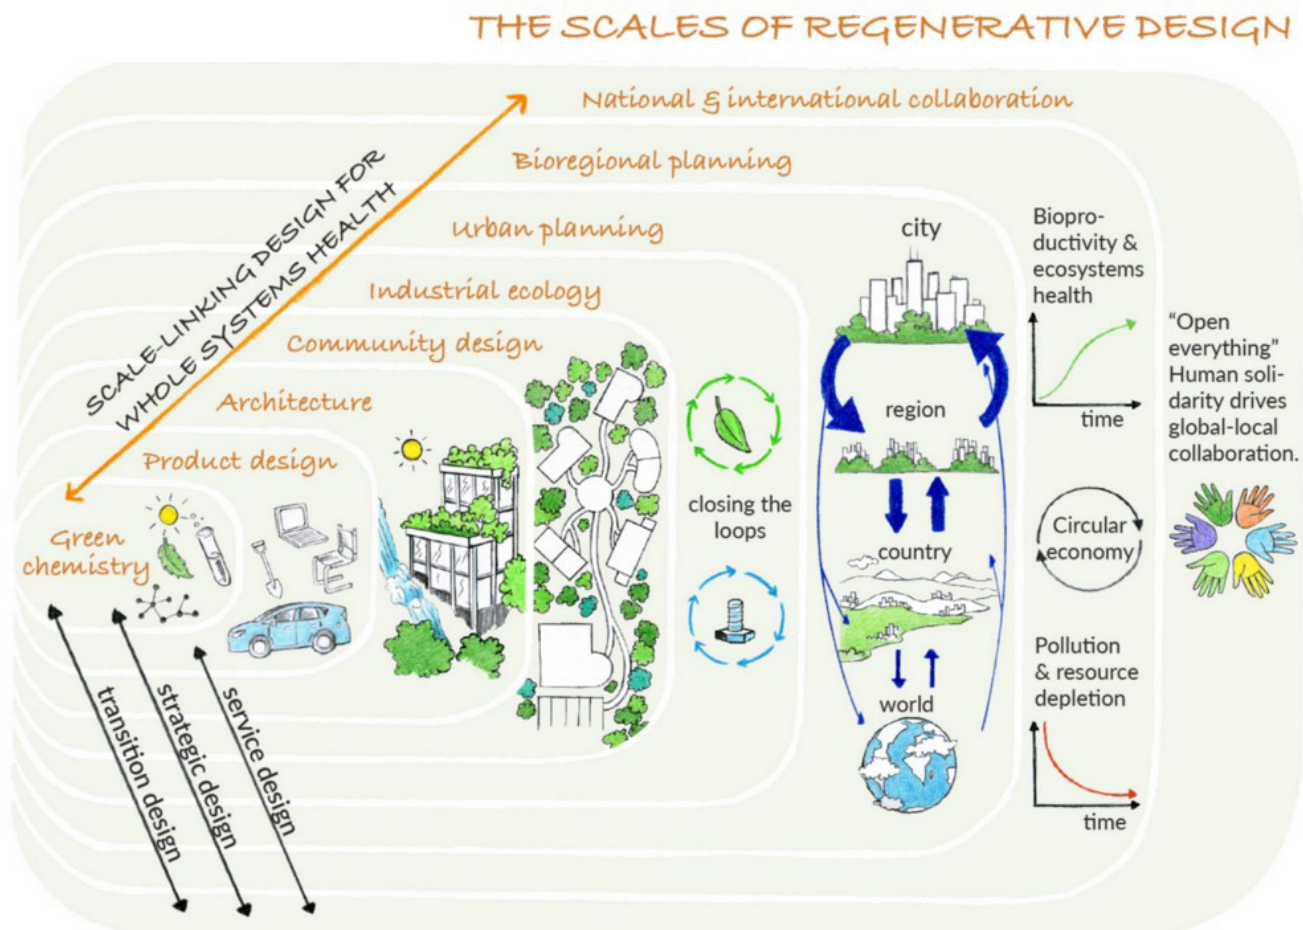 THE SCALES OF REGENERATIVE DESIGN
National & international collaboration
Bioregional planning
Urban planning
Industrial ecology
Community design
Architecture
Product design
Green
chemistry
SCALE-LINKING DESIGN FOR
WHOLE SYSTEMS HEALTH
transition design
strategic design
service design
closing the
loops
city
region
country
world
Biopro-
ductivity &
ecosystems
health
time
Circular
economy
Pollution
& resource
depletion
time
"Open
everything"
Human soli-
darity drives
global-local
collaboration.